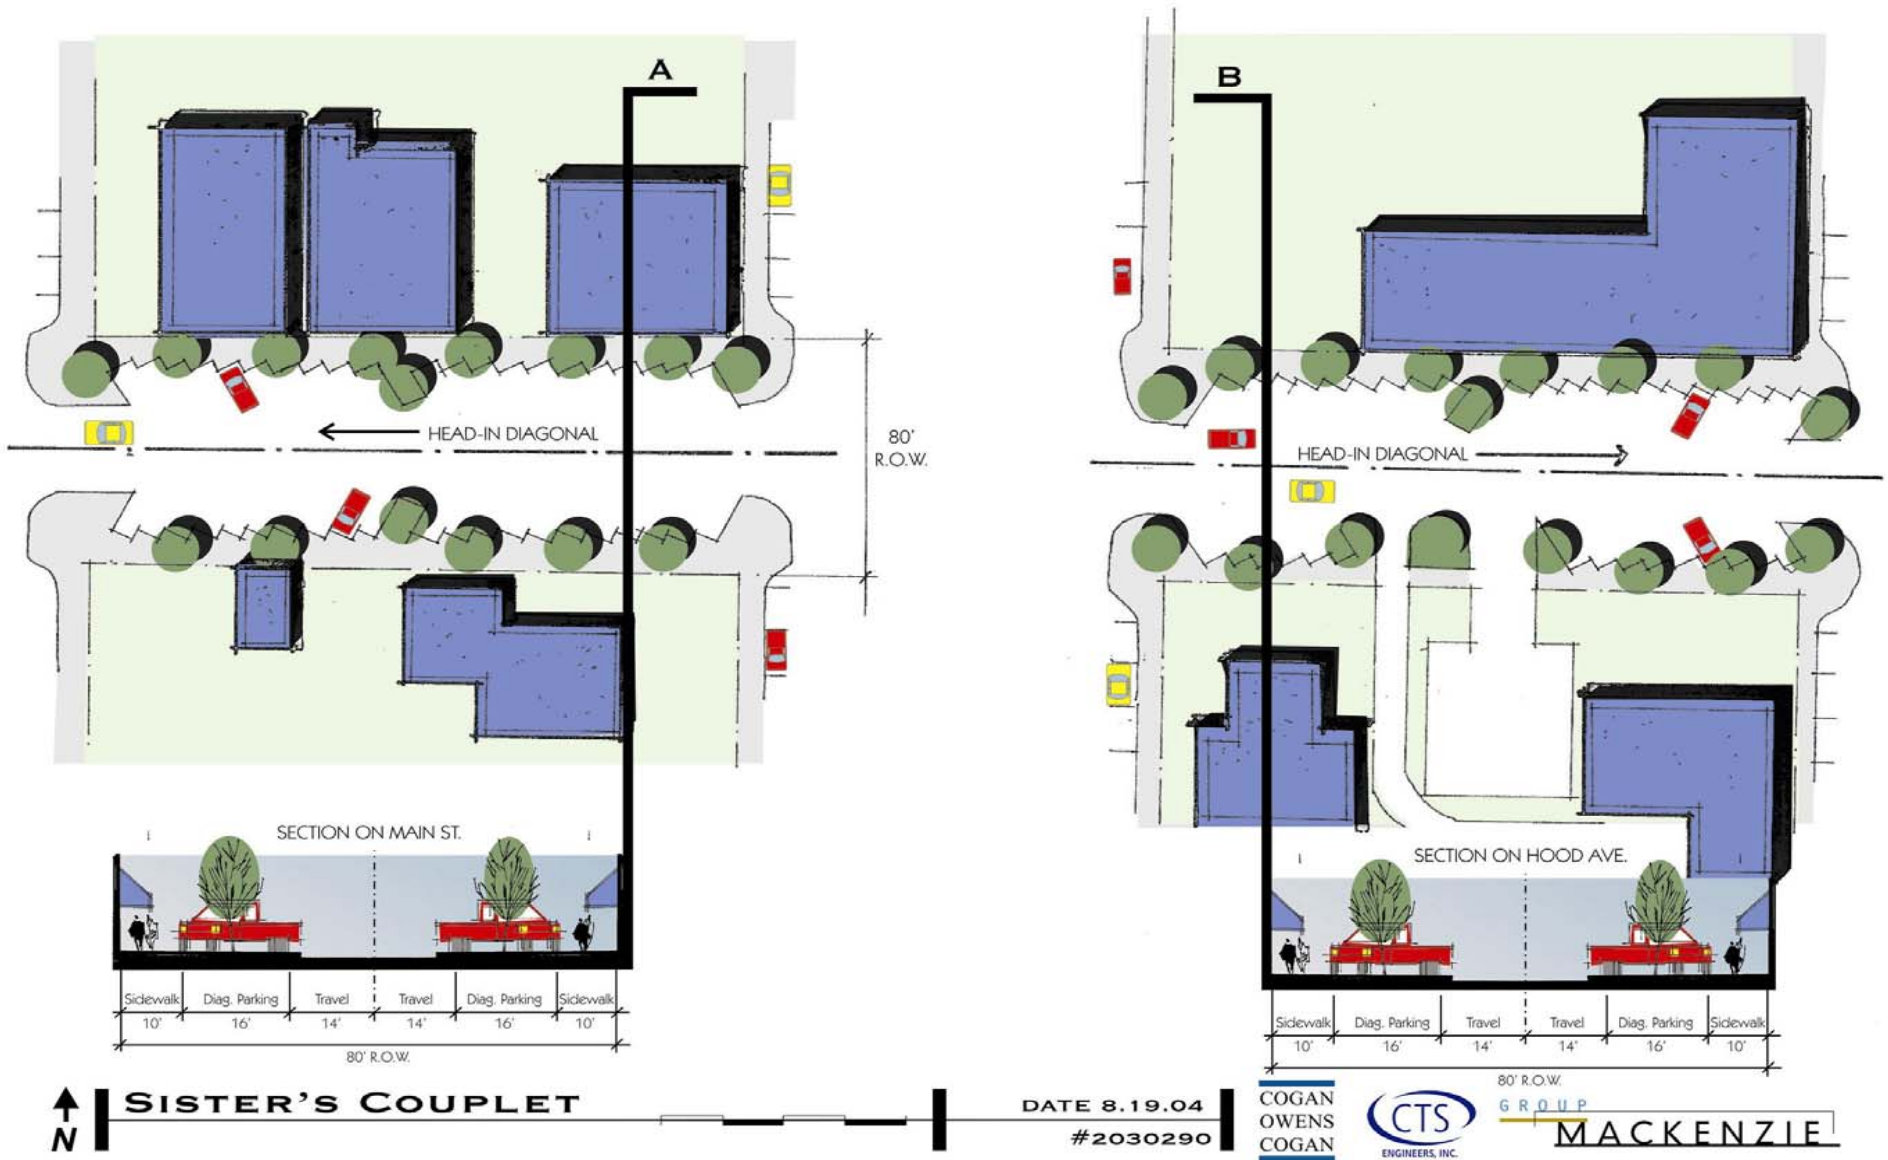 A
HEAD-IN DIAGONAL
80'
R.O.W.
SECTION ON MAIN ST.
Sidewalk Diag. Parking Travel Travel Diag. Parking Sidewalk
10' 16' 14' 14' 16' 10'
80' R.O.W.
B
HEAD-IN DIAGONAL
SECTION ON HOOD AVE.
Sidewalk Diag. Parking Travel Travel Diag. Parking Sidewalk
10' 16' 14' 14' 16' 10'
80' R.O.W.
N
SISTER'S COUPLET
DATE 8.19.04
#2030290
COGAN
OWENS
COGAN
CTS
ENGINEERS, INC.
GROUP
MACKENZIE